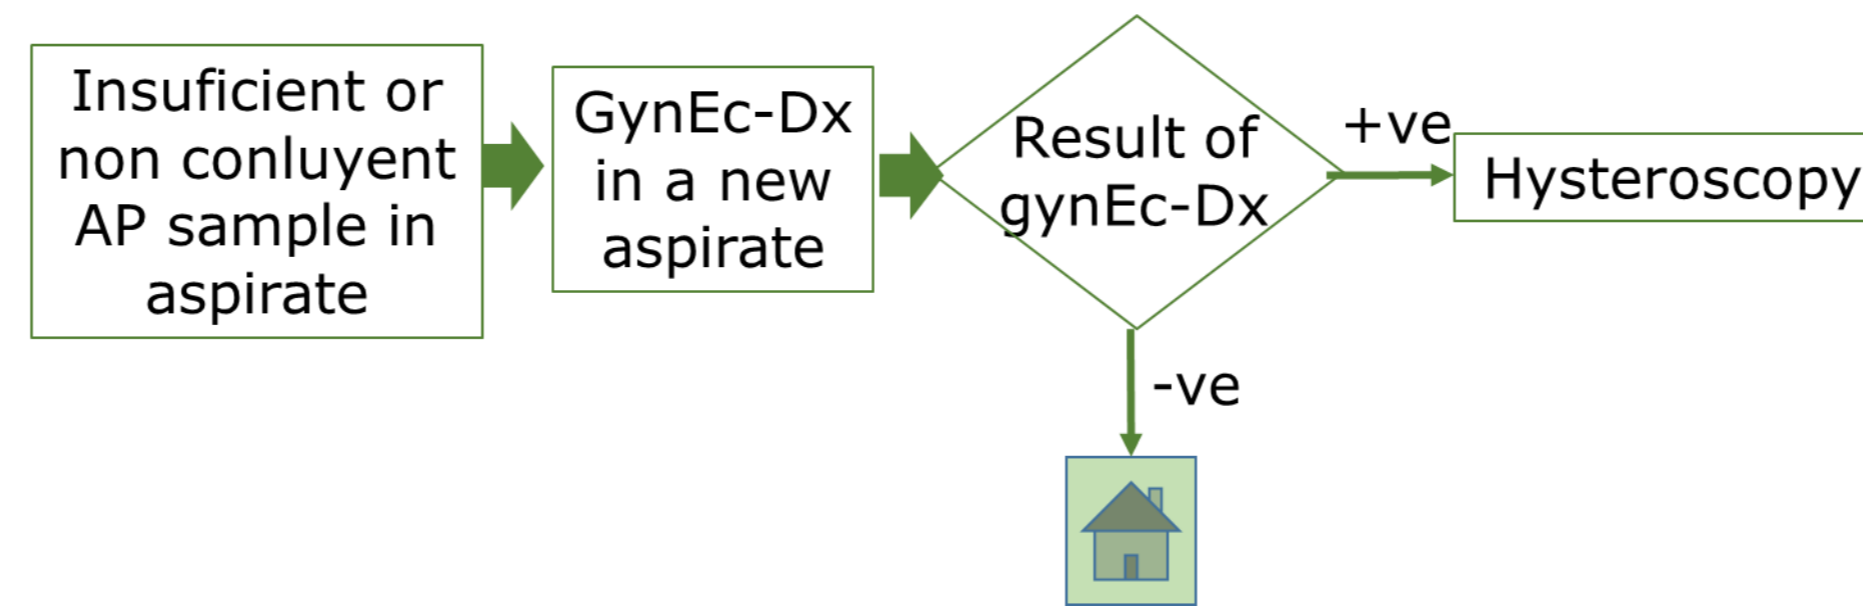 Insuficient or
non conluyent
AP sample in
aspirate
GynEc-Dx
in a new
aspirate
Result of
gynEc-Dx
+ve
Hysteroscopy
-ve